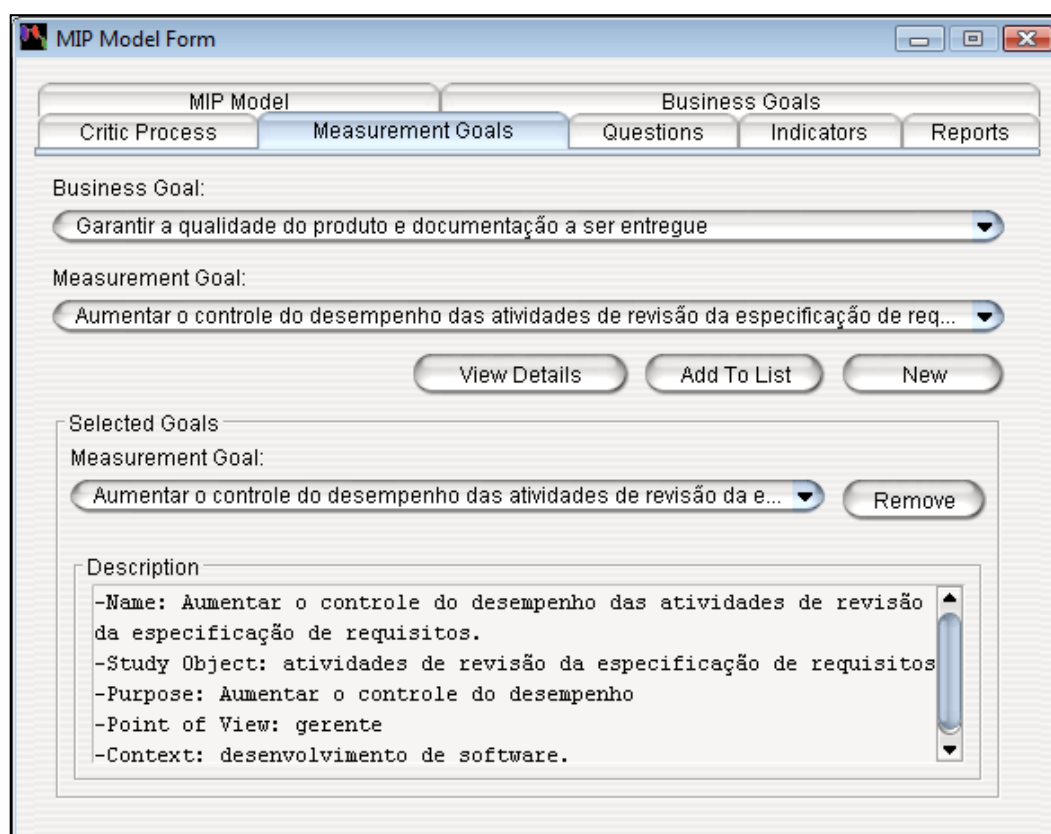 MIP Model Form
MIP Model Business Goals
Critic Process Measurement Goals Questions Indicators Reports
Business Goal:
Garantir a qualidade do produto e documentação a ser entregue
Measurement Goal:
Aumentar o controle do desempenho das atividades de revisão da especificação de req...
View Details Add To List New
Selected Goals
Measurement Goal:
Aumentar o controle do desempenho das atividades de revisão da e...
Remove
Description
-Name: Aumentar o controle do desempenho das atividades de revisão
da especificação de requisitos.
-Study Object: atividades de revisão da especificação de requisitos
-Purpose: Aumentar o controle do desempenho
-Point of View: gerente
-Context: desenvolvimento de software.